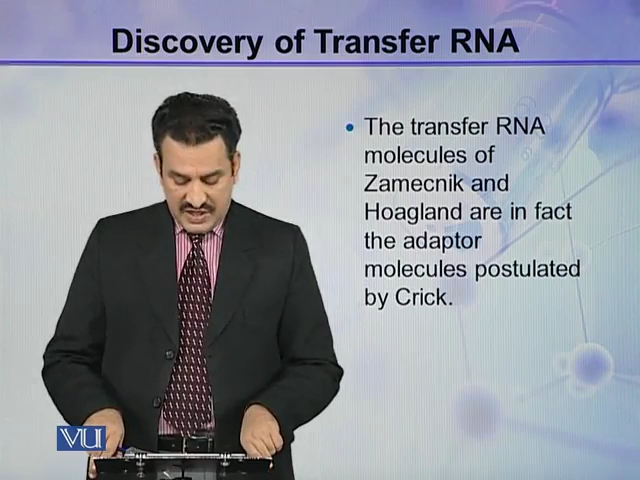 Discovery of Transfer RNA
• The transfer RNA
molecules of
Zamecnik and
Hoagland are in fact
the adaptor
molecules postulated
by Crick.
VU